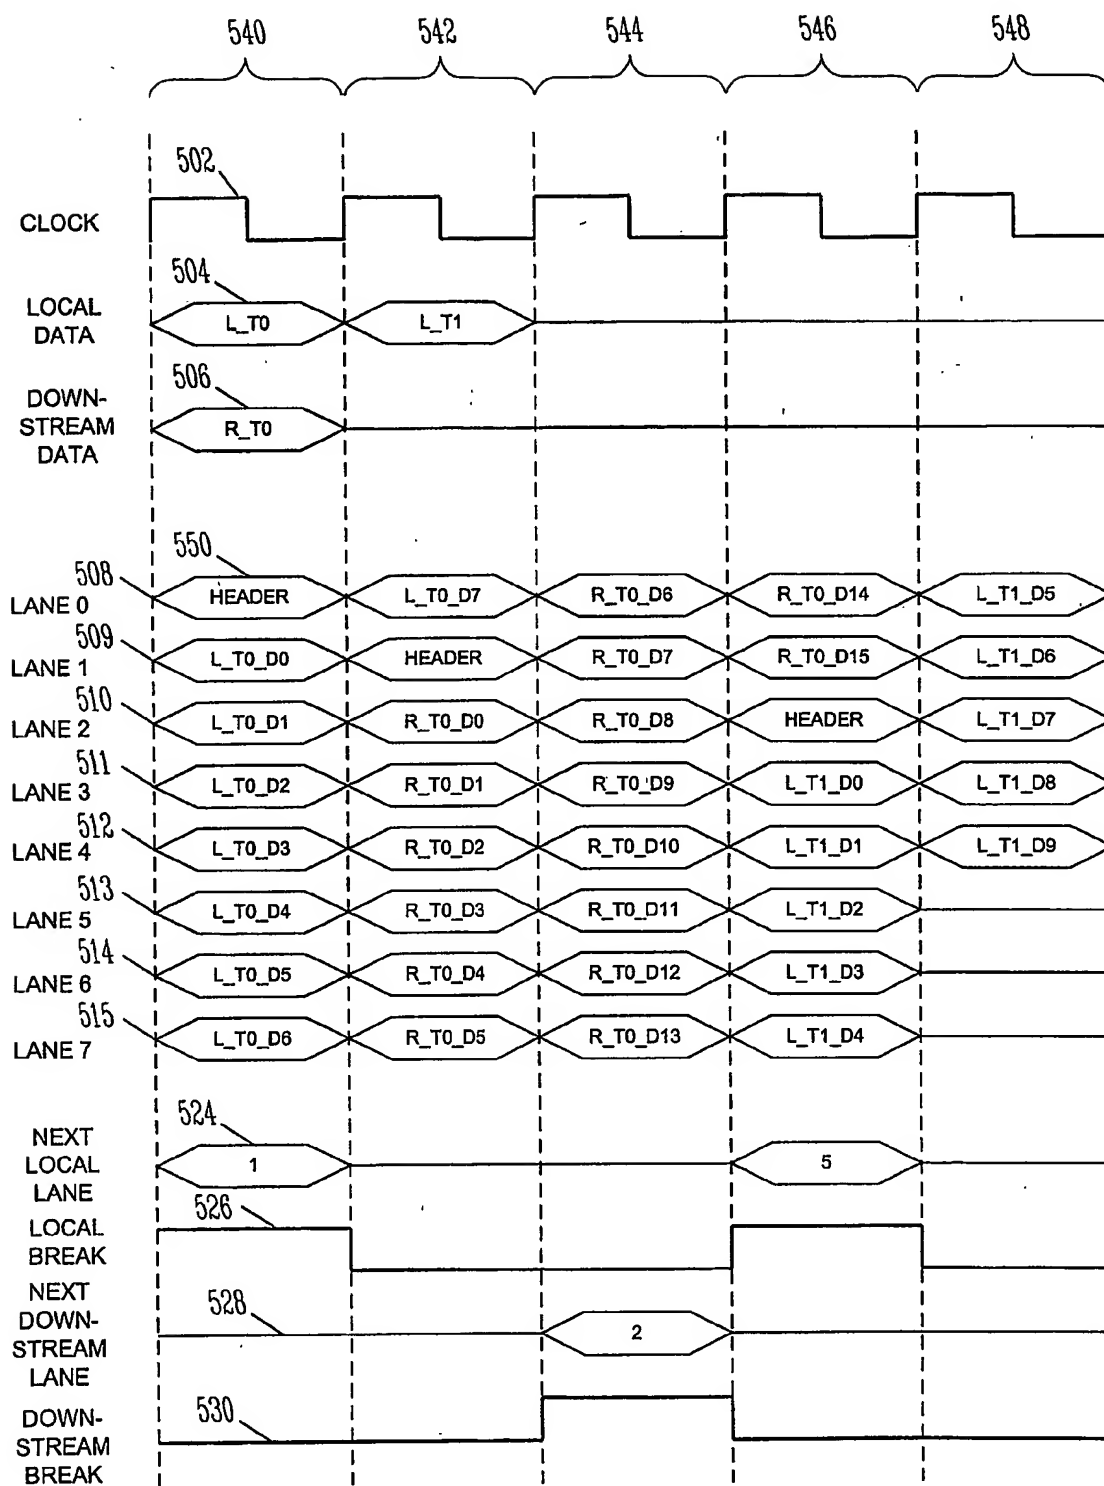 540 542 544 546 548
502
CLOCK
504
LOCAL
DATA
L_T0 L_T1
506
DOWN-
STREAM
DATA
R_T0
550
508
LANE 0 HEADER L_T0_D7 R_T0_D6 R_T0_D14 L_T1_D5
509
LANE 1 L_T0_D0 HEADER R_T0_D7 R_T0_D15 L_T1_D6
510
LANE 2 L_T0_D1 R_T0_D0 R_T0_D8 HEADER L_T1_D7
511
LANE 3 L_T0_D2 R_T0_D1 R_T0_D9 L_T1_D0 L_T1_D8
512
LANE 4 L_T0_D3 R_T0_D2 R_T0_D10 L_T1_D1 L_T1_D9
513
LANE 5 L_T0_D4 R_T0_D3 R_T0_D11 L_T1_D2
514
LANE 6 L_T0_D5 R_T0_D4 R_T0_D12 L_T1_D3
515
LANE 7 L_T0_D6 R_T0_D5 R_T0_D13 L_T1_D4
524
NEXT
LOCAL
LANE
1 5
526
LOCAL
BREAK
528
NEXT
DOWN-
STREAM
LANE
2
530
DOWN-
STREAM
BREAK